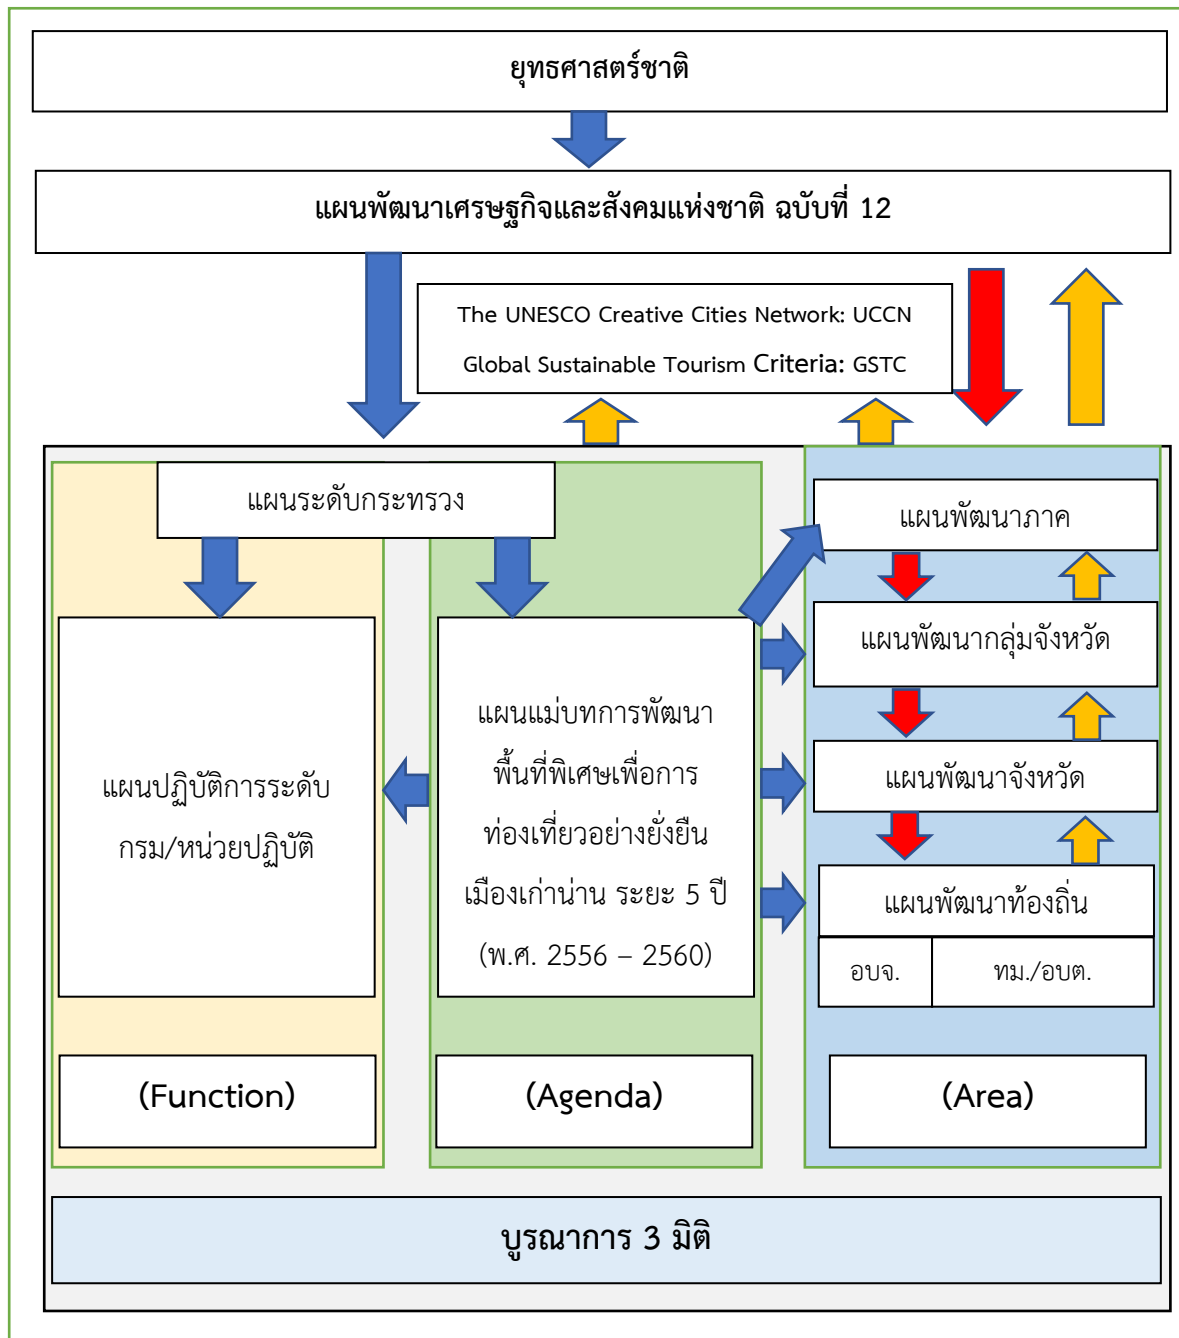 ยุทธศาสตร์ชาติ
แผนพัฒนาเศรษฐกิจและสังคมแห่งชาติ ฉบับที่ 12
The UNESCO Creative Cities Network: UCCN
Global Sustainable Tourism Criteria: GSTC
แผนระดับกระทรวง
แผนปฏิบัติการระดับ
กรม/หน่วยปฏิบัติ
(Function)
แผนแม่บทการพัฒนา
พื้นที่พิเศษเพื่อการ
ท่องเที่ยวอย่างยั่งยืน
เมืองเก่าน่าน ระยะ 5 ปี
(พ.ศ. 2556 – 2560)
(Agenda)
แผนพัฒนาภาค
แผนพัฒนากลุ่มจังหวัด
แผนพัฒนาจังหวัด
แผนพัฒนาท้องถิ่น
อบจ.
ทม./อบต.
(Area)
บูรณาการ 3 มิติ